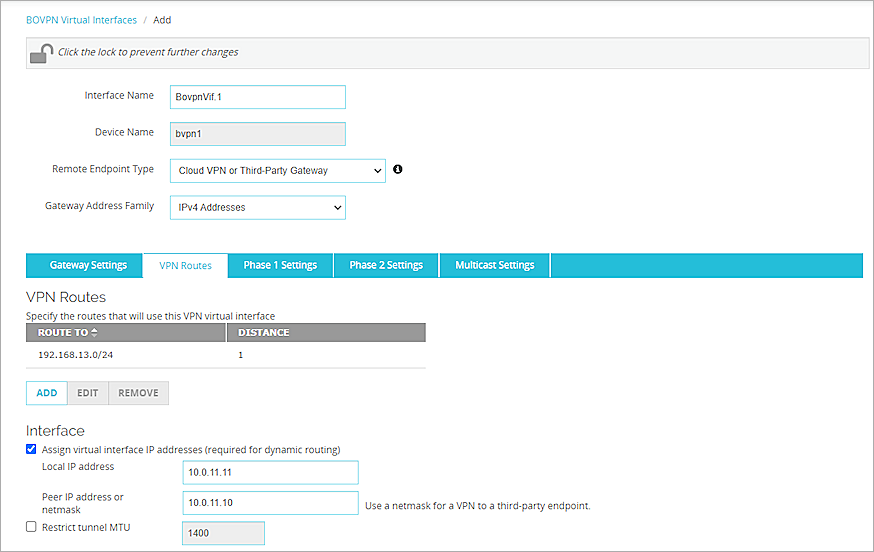 BOVPN Virtual Interfaces / Add
Click the lock to prevent further changes
Interface Name BovpnVif.1
Device Name bvpn1
Remote Endpoint Type Cloud VPN or Third-Party Gateway
Gateway Address Family IPv4 Addresses
Gateway Settings VPN Routes Phase 1 Settings Phase 2 Settings Multicast Settings
VPN Routes
Specify the routes that will use this VPN virtual interface
ROUTE TO DISTANCE
192.168.13.0/24 1
ADD EDIT REMOVE
Interface
Assign virtual interface IP addresses (required for dynamic routing)
Local IP address 10.0.11.11
Peer IP address or
netmask 10.0.11.10 Use a netmask for a VPN to a third-party endpoint.
Restrict tunnel MTU 1400